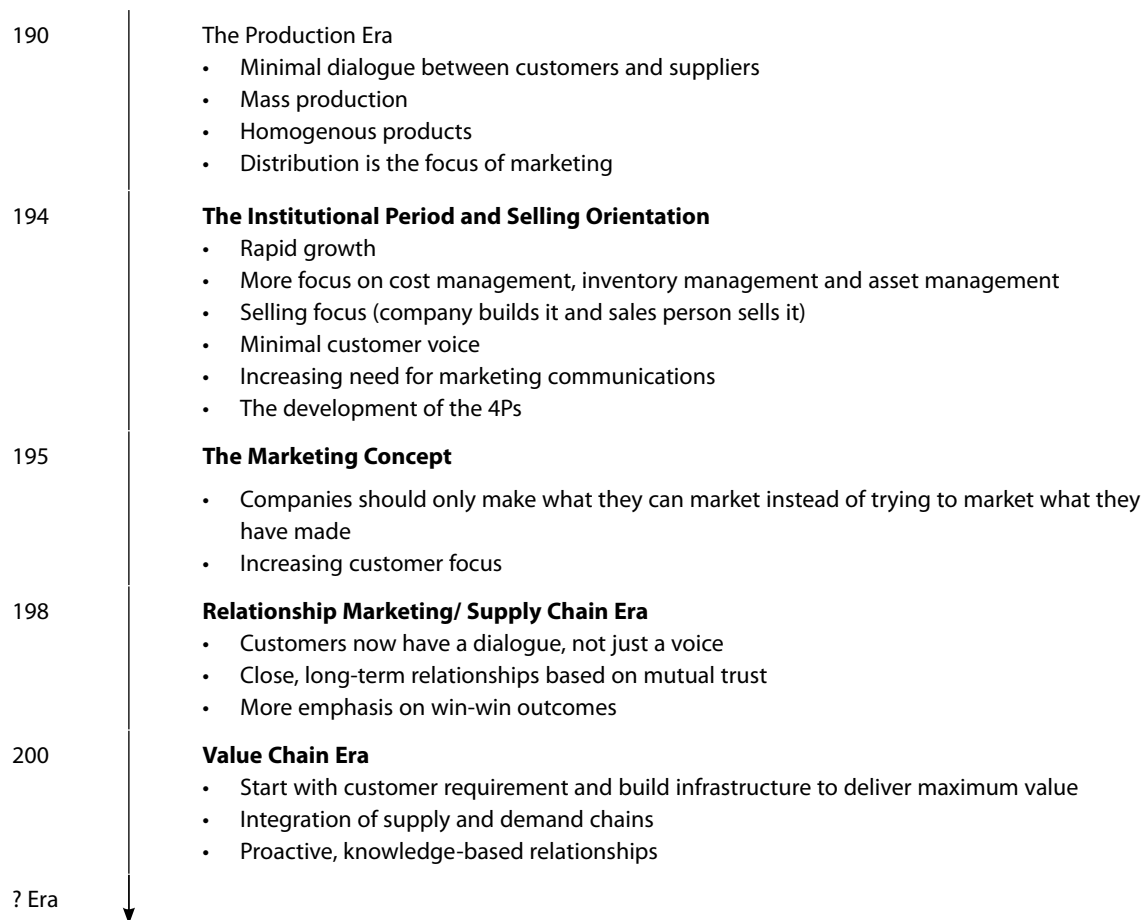 190 The Production Era
• Minimal dialogue between customers and suppliers
• Mass production
• Homogenous products
• Distribution is the focus of marketing
194 The Institutional Period and Selling Orientation
• Rapid growth
• More focus on cost management, inventory management and asset management
• Selling focus (company builds it and sales person sells it)
• Minimal customer voice
• Increasing need for marketing communications
• The development of the 4Ps
195 The Marketing Concept
• Companies should only make what they can market instead of trying to market what they
have made
• Increasing customer focus
198 Relationship Marketing/ Supply Chain Era
• Customers now have a dialogue, not just a voice
• Close, long-term relationships based on mutual trust
• More emphasis on win-win outcomes
200 Value Chain Era
• Start with customer requirement and build infrastructure to deliver maximum value
• Integration of supply and demand chains
• Proactive, knowledge-based relationships
? Era